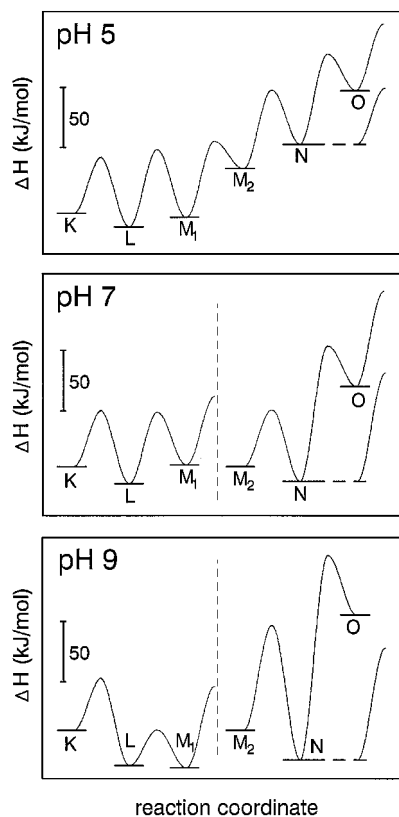 pH 5
ΔH (kJ/mol)
50
K
L
M₁
M₂
N
O
pH 7
ΔH (kJ/mol)
50
K
L
M₁
M₂
N
O
pH 9
ΔH (kJ/mol)
50
K
L
M₁
M₂
N
O
reaction coordinate